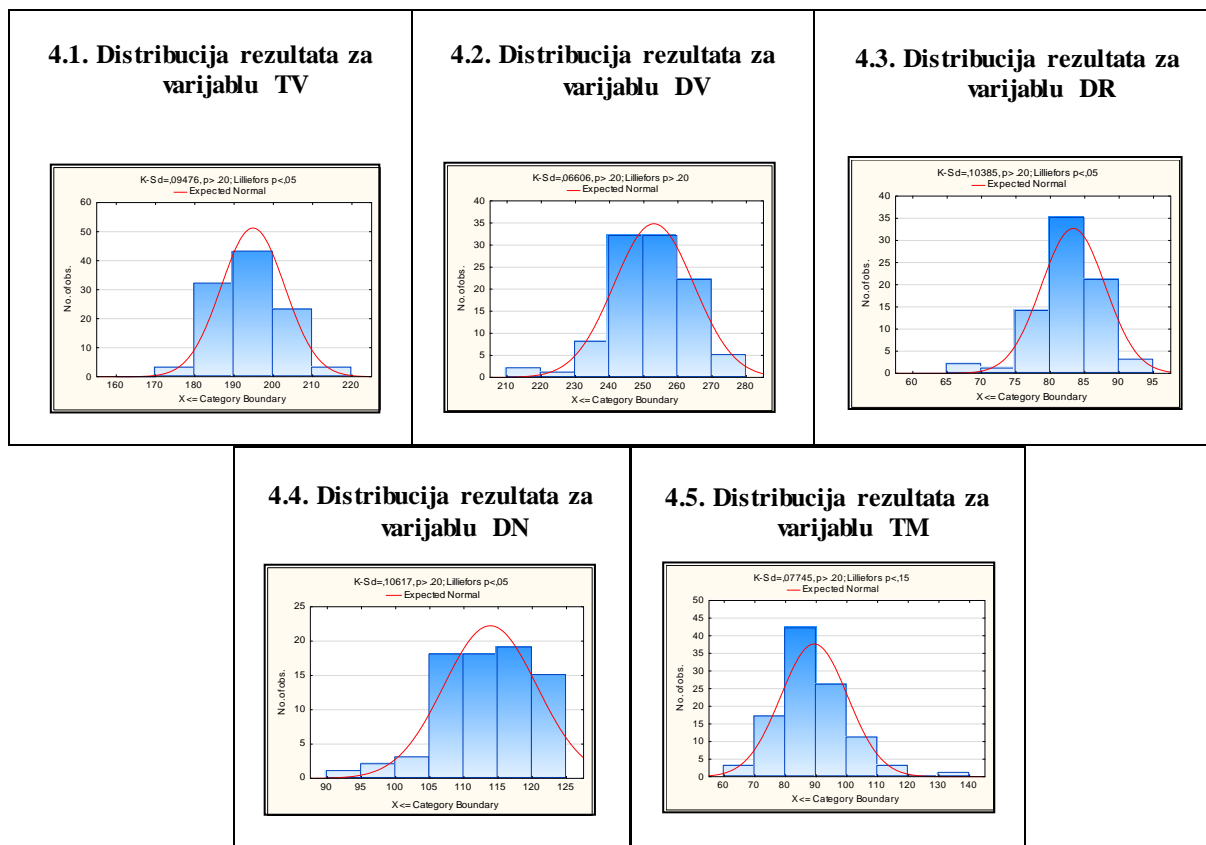 4.1. Distribucija rezultata za
varijablu TV
K-S d=,09476, p> .20; Lilliefors p<,05
Expected Normal
60
50
40
30
20
10
0
No. of obs.
160 170 180 190 200 210 220
X <= Category Boundary
4.2. Distribucija rezultata za
varijablu DV
K-S d=,06606, p> .20; Lilliefors p> .20
Expected Normal
40
35
30
25
20
15
10
5
0
No. of obs.
210 220 230 240 250 260 270 280
X <= Category Boundary
4.3. Distribucija rezultata za
varijablu DR
K-S d=,10385, p> .20; Lilliefors p<,05
Expected Normal
40
35
30
25
20
15
10
5
0
No. of obs.
60 65 70 75 80 85 90 95
X <= Category Boundary
4.4. Distribucija rezultata za
varijablu DN
K-S d=,10617, p> .20; Lilliefors p<,05
Expected Normal
25
20
15
10
5
0
No. of obs.
90 95 100 105 110 115 120 125
X <= Category Boundary
4.5. Distribucija rezultata za
varijablu TM
K-S d=,07745, p> .20; Lilliefors p<,15
Expected Normal
50
45
40
35
30
25
20
15
10
5
0
No. of obs.
60 70 80 90 100 110 120 130 140
X <= Category Boundary